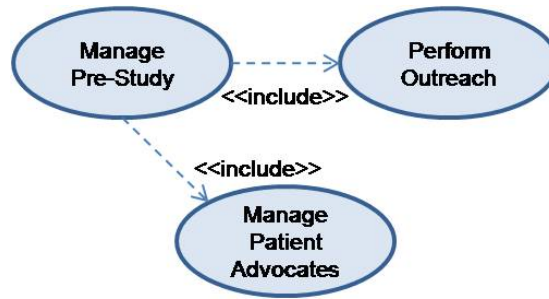 Manage
Pre-Study
Perform
Outreach
<<include>>
<<include>>
Manage
Patient
Advocates